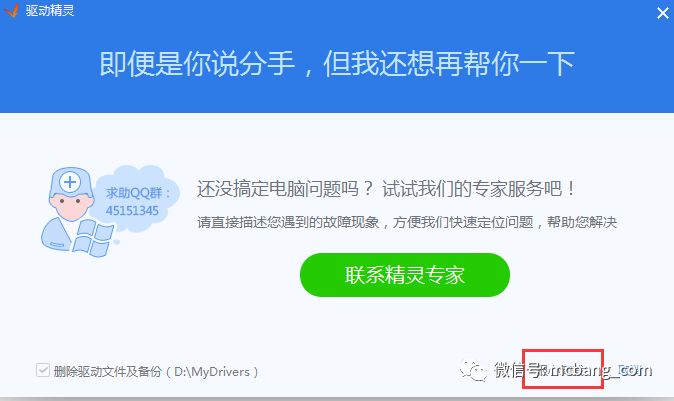 驱动精灵
即便是你说分手，但我还想再帮你一下
求助QQ群：
45151345
还没搞定电脑问题吗？ 试试我们的专家服务吧！
请直接描述您遇到的故障现象，方便我们快速定位问题，帮助您解决
联系精灵专家
删除驱动文件及备份（D:\MyDrivers）
微信号: mcbang_com